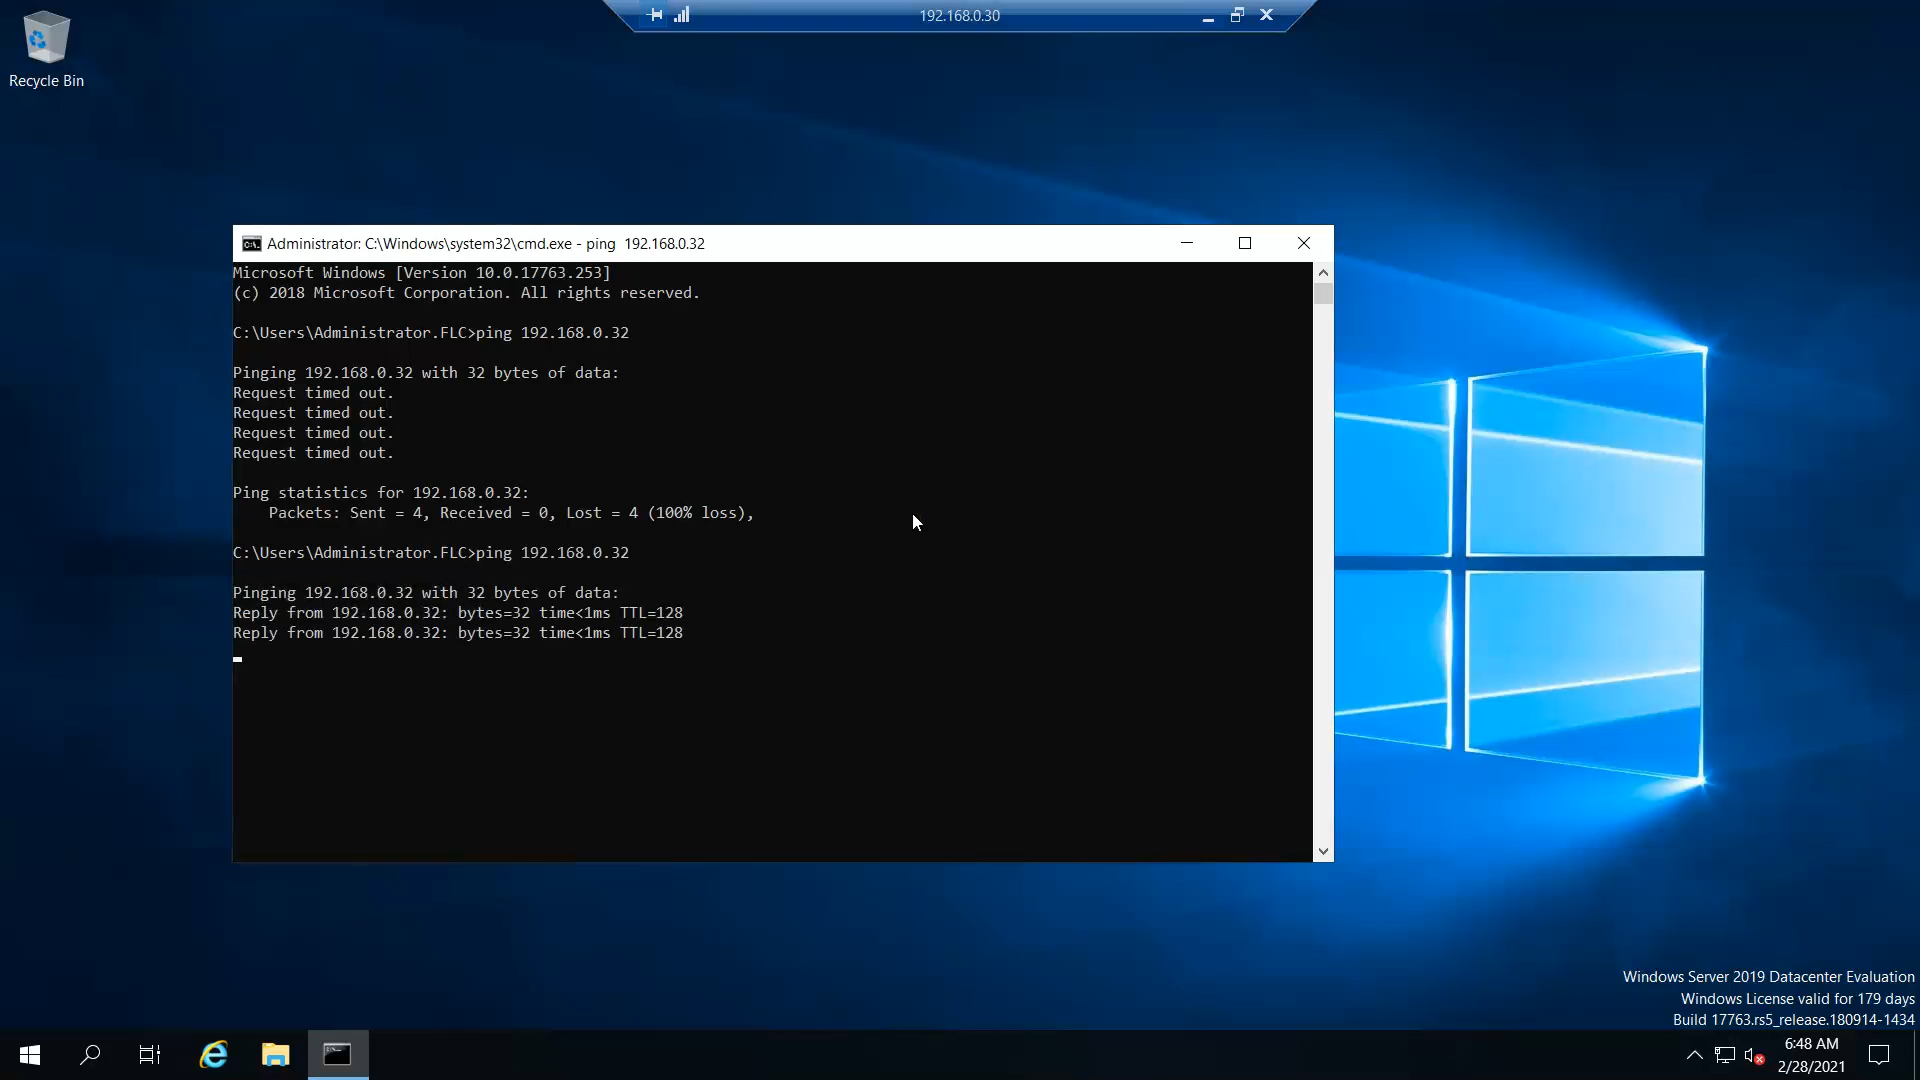 192.168.0.30
Recycle Bin
Administrator: C:\Windows\system32\cmd.exe - ping  192.168.0.32
Microsoft Windows [Version 10.0.17763.253]
(c) 2018 Microsoft Corporation. All rights reserved.
C:\Users\Administrator.FLC>ping 192.168.0.32
Pinging 192.168.0.32 with 32 bytes of data:
Request timed out.
Request timed out.
Request timed out.
Request timed out.
Ping statistics for 192.168.0.32:
    Packets: Sent = 4, Received = 0, Lost = 4 (100% loss),
C:\Users\Administrator.FLC>ping 192.168.0.32
Pinging 192.168.0.32 with 32 bytes of data:
Reply from 192.168.0.32: bytes=32 time<1ms TTL=128
Reply from 192.168.0.32: bytes=32 time<1ms TTL=128
Windows Server 2019 Datacenter Evaluation
Windows License valid for 179 days
Build 17763.rs5_release.180914-1434
6:48 AM
2/28/2021